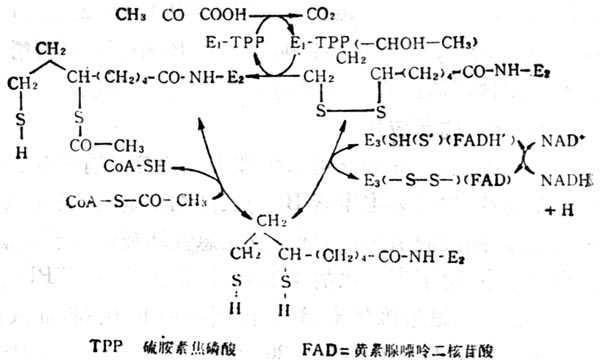 CH₃ CO COOH CO₂
E₁-TPP E₁-TPP(-CHOH-CH₃)
CH₂ CH₂
CH₂ CH-(CH₂)₄-CO-NH-E₂ CH₂ CH-(CH₂)₄-CO-NH-E₂
S S S S
H CO-CH₃
E₃(SH(S')(FADH') NAD⁺
CoA-SH
E₃(-S-S-)(FAD) NADH
CoA-S-CO-CH₃ + H
CH₂
CH₂ CH-(CH₂)₄-CO-NH-E₂
S S
H H
TPP 硫胺素焦磷酸 FAD=黄素腺嘌呤二核苷酸